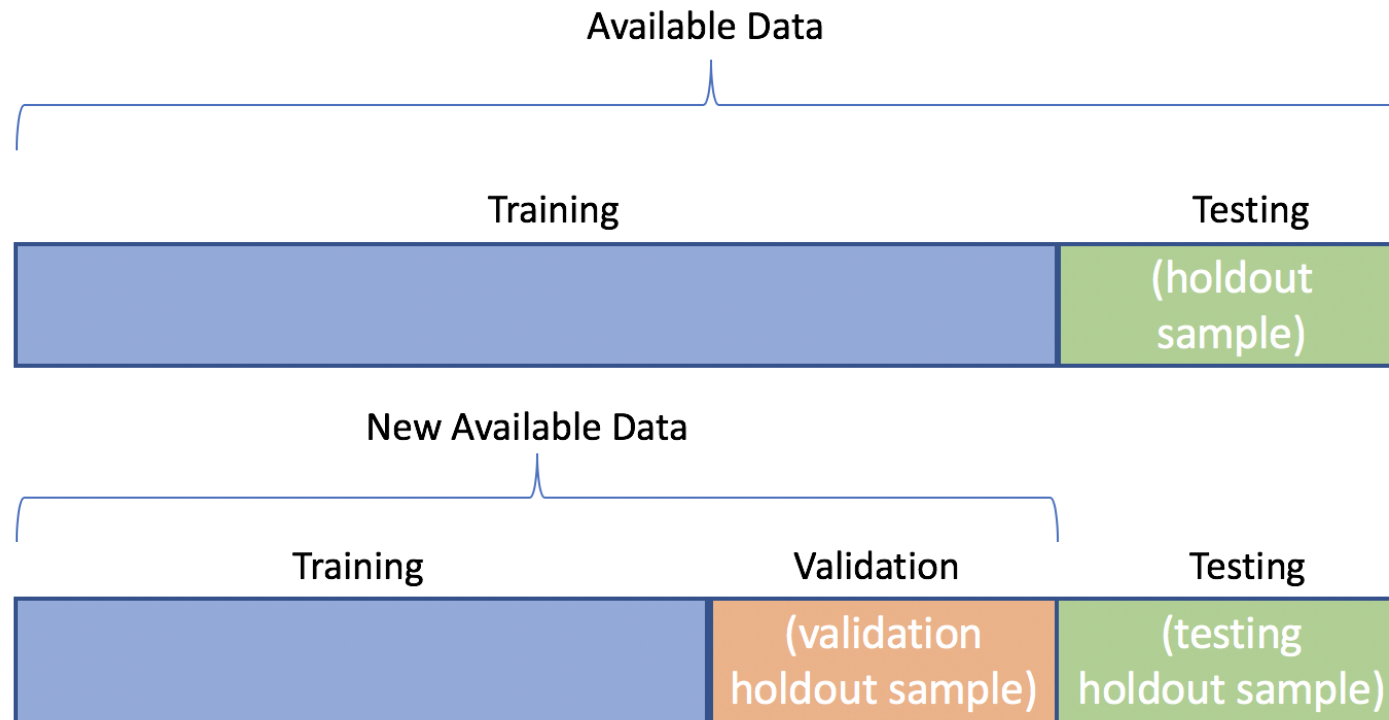 Available Data
Training
Testing
(holdout
sample)
New Available Data
Training
Validation
Testing
(validation
holdout sample)
(testing
holdout sample)